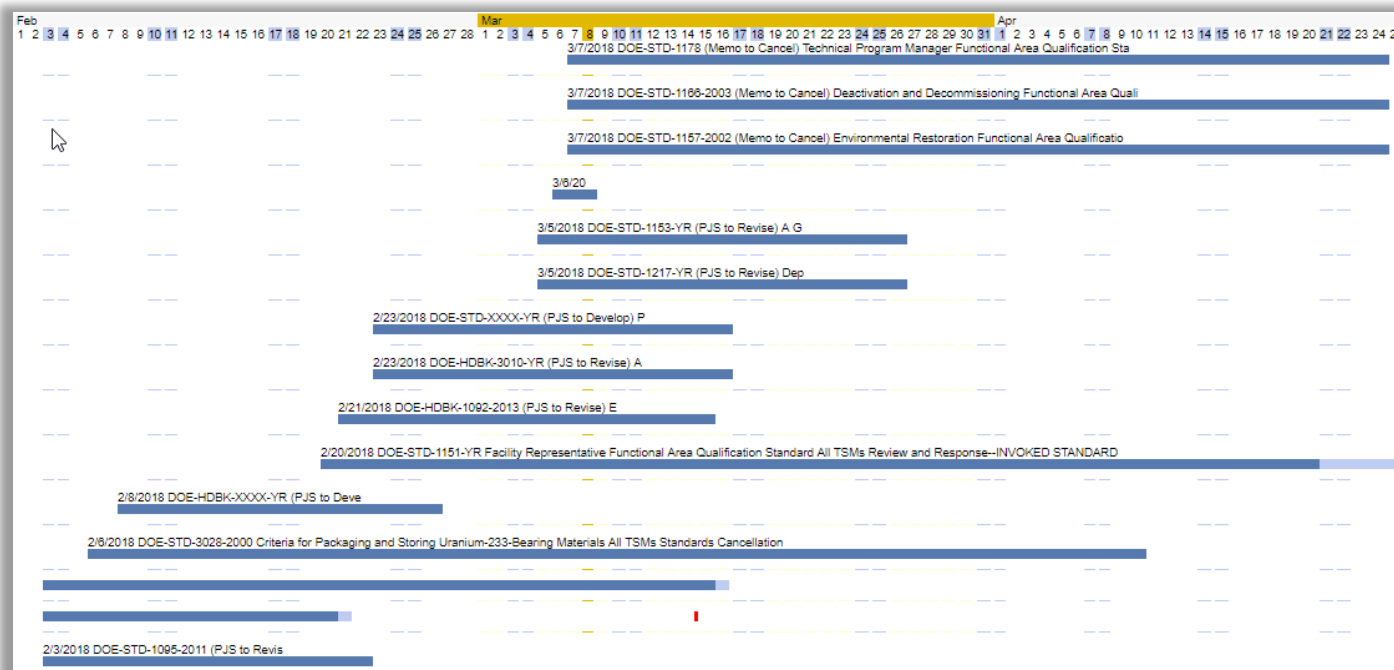 Feb Mar Apr
1 2 3 4 5 6 7 8 9 10 11 12 13 14 15 16 17 18 19 20 21 22 23 24 25 26 27 28 1 2 3 4 5 6 7 8 9 10 11 12 13 14 15 16 17 18 19 20 21 22 23 24 25 26 27 28 29 30 31 1 2 3 4 5 6 7 8 9 10 11 12 13 14 15 16 17 18 19 20 21 22 23 24 2
3/7/2018 DOE-STD-1178 (Memo to Cancel) Technical Program Manager Functional Area Qualification Sta
3/7/2018 DOE-STD-1166-2003 (Memo to Cancel) Deactivation and Decommissioning Functional Area Quali
3/7/2018 DOE-STD-1157-2002 (Memo to Cancel) Environmental Restoration Functional Area Qualificatio
3/6/20
3/5/2018 DOE-STD-1153-YR (PJS to Revise) A G
3/5/2018 DOE-STD-1217-YR (PJS to Revise) Dep
2/23/2018 DOE-STD-XXXX-YR (PJS to Develop) P
2/23/2018 DOE-HDBK-3010-YR (PJS to Revise) A
2/21/2018 DOE-HDBK-1092-2013 (PJS to Revise) E
2/20/2018 DOE-STD-1151-YR Facility Representative Functional Area Qualification Standard All TSMs Review and Response--INVOKED STANDARD
2/8/2018 DOE-HDBK-XXXX-YR (PJS to Deve
2/6/2018 DOE-STD-3028-2000 Criteria for Packaging and Storing Uranium-233-Bearing Materials All TSMs Standards Cancellation
2/3/2018 DOE-STD-1095-2011 (PJS to Revis